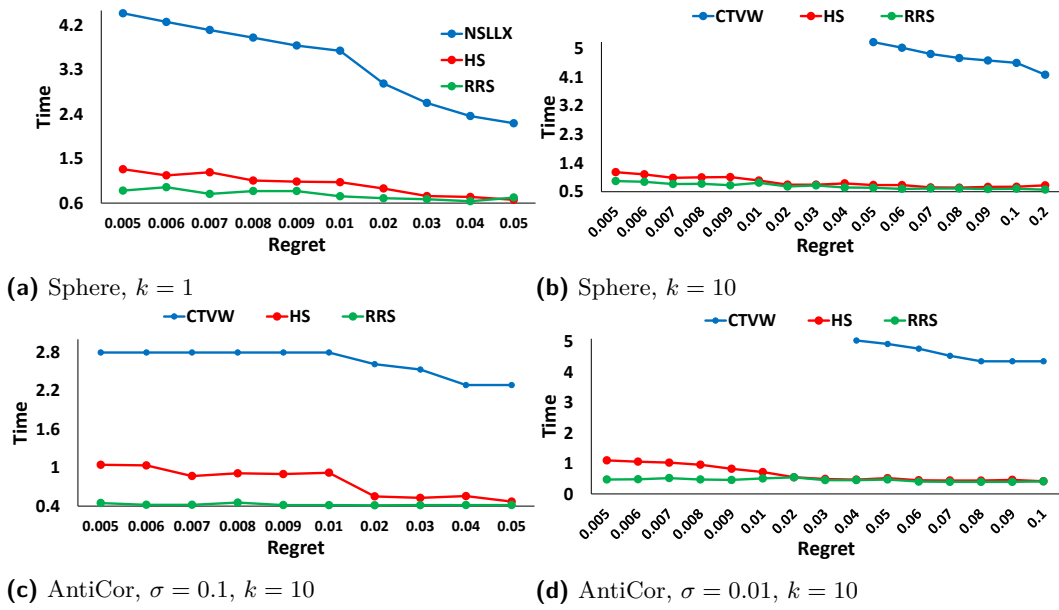 4.2
3.3
2.4
1.5
0.6
Time
NSLLX
HS
RRS
0.005 0.006 0.007 0.008 0.009 0.01 0.02 0.03 0.04 0.05
Regret
(a) Sphere, k = 1
CTVW HS RRS
5
4.1
3.2
2.3
1.4
0.5
Time
0.005 0.006 0.007 0.008 0.009 0.01 0.02 0.03 0.04 0.05 0.06 0.07 0.08 0.09 0.1 0.2
Regret
(b) Sphere, k = 10
CTVW HS RRS
2.8
2.2
1.6
1
0.4
Time
0.005 0.006 0.007 0.008 0.009 0.01 0.02 0.03 0.04 0.05
Regret
(c) AntiCor, σ = 0.1, k = 10
CTVW HS RRS
5
4
3
2
1
0
Time
0.005 0.006 0.007 0.008 0.009 0.01 0.02 0.03 0.04 0.05 0.06 0.07 0.08 0.09 0.1
Regret
(d) AntiCor, σ = 0.01, k = 10